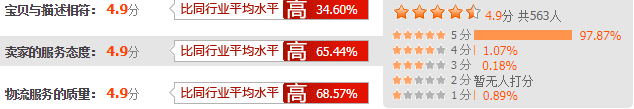 宝贝与描述相符: 4.9分 比同行业平均水平 高 34.60%
卖家的服务态度: 4.9分 比同行业平均水平 高 65.44%
物流服务的质量: 4.9分 比同行业平均水平 高 68.57%
4.9分 共563人
5分 97.87%
4分 1.07%
3分 0.18%
2分 暂无人打分
1分 0.89%